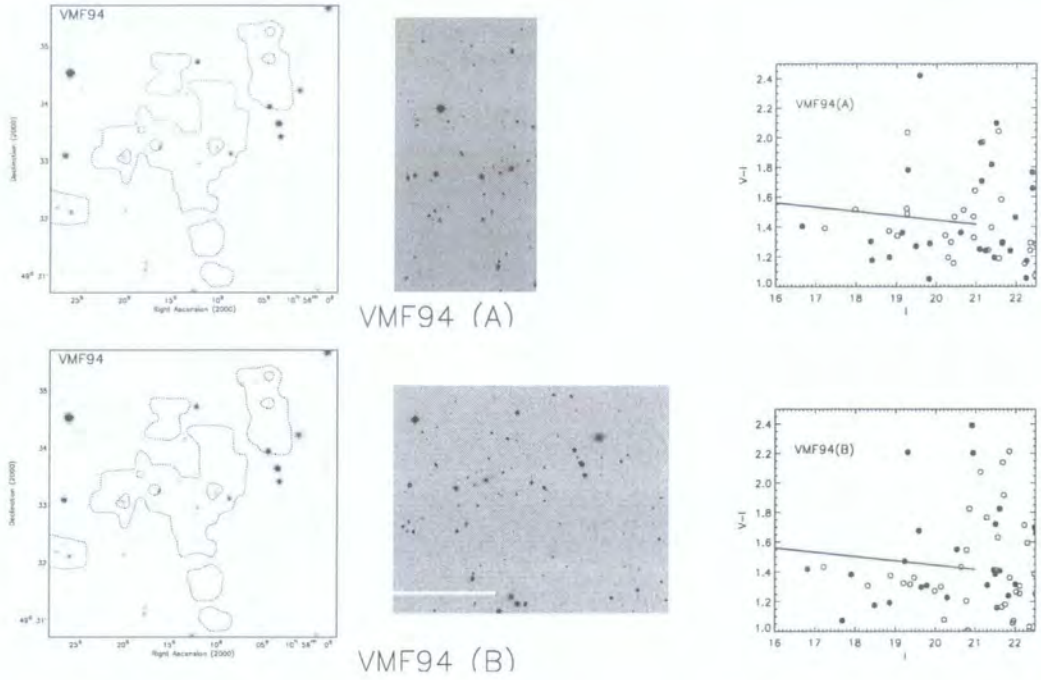 VMF94
35
34
33
32
Declination (2000)
25ˢ
20ˢ
15ˢ
10ˢ
05ˢ
Right Ascension (2000)
VMF94 (A)
VMF94(A)
2.4
2.2
2.0
1.8
1.6
1.4
1.2
1.0
V-I
16 17 18 19 20 21 22
I
VMF94
35
34
33
32
Declination (2000)
25ˢ
20ˢ
15ˢ
10ˢ
05ˢ
Right Ascension (2000)
VMF94 (B)
VMF94(B)
2.4
2.2
2.0
1.8
1.6
1.4
1.2
1.0
V-I
16 17 18 19 20 21 22
I